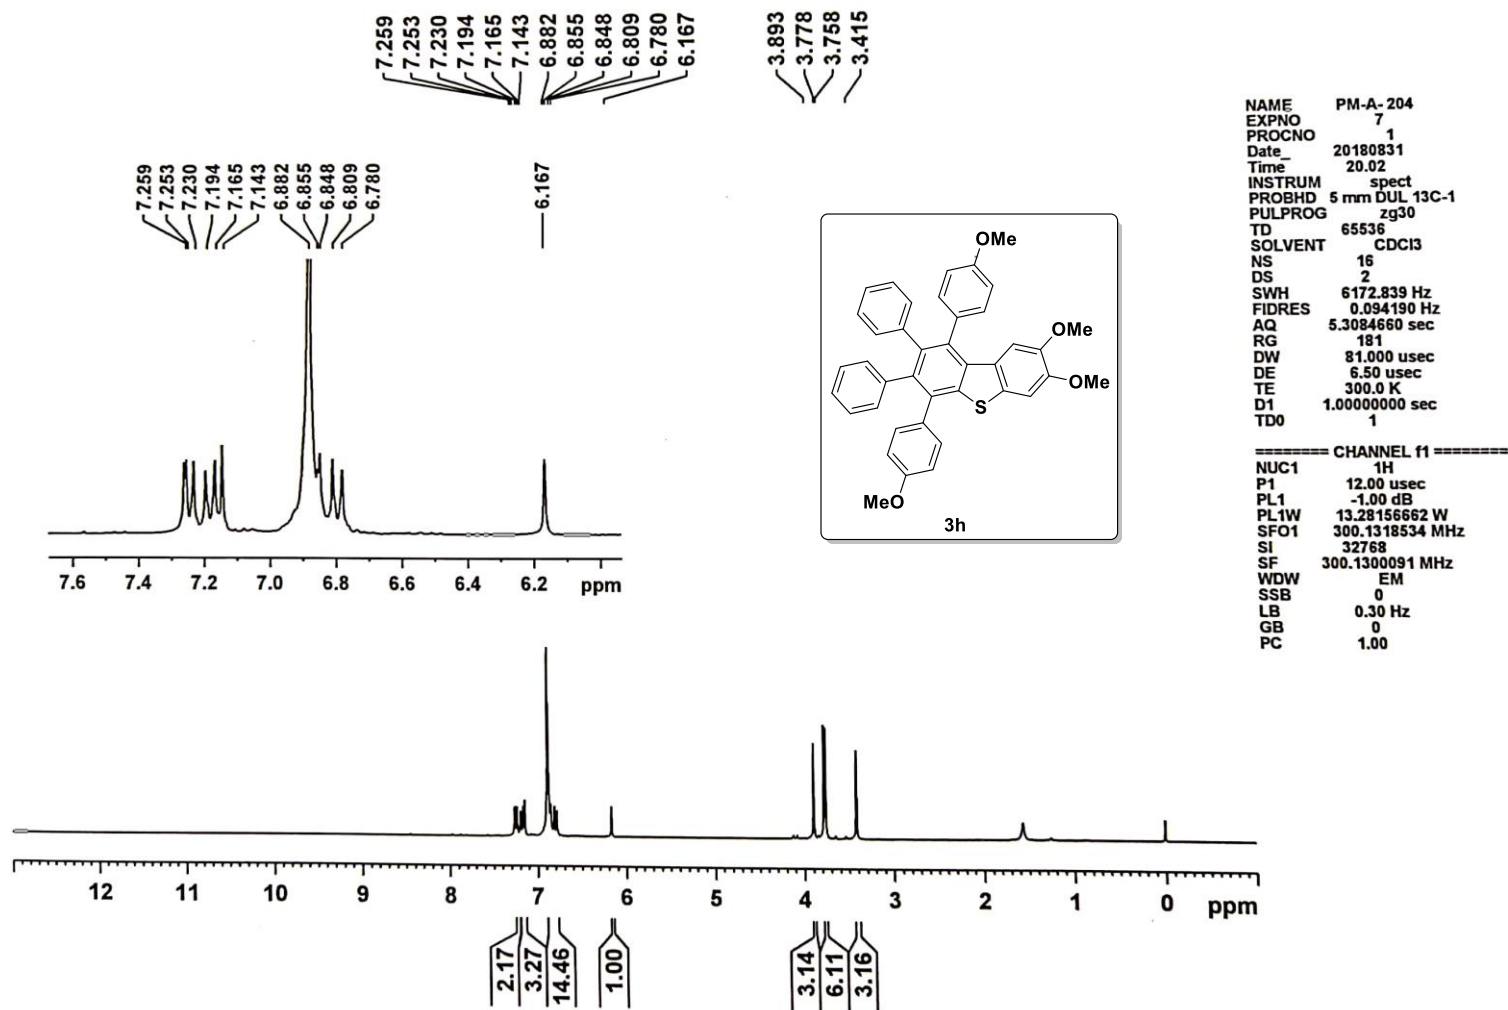 7.259
7.253
7.230
7.194
7.165
7.143
6.882
6.855
6.848
6.809
6.780
6.167
3.893
3.778
3.758
3.415
7.259
7.253
7.230
7.194
7.165
7.143
6.882
6.855
6.848
6.809
6.780
6.167
7.6 7.4 7.2 7.0 6.8 6.6 6.4 6.2 ppm
OMe
OMe
OMe
S
MeO
3h
NAME PM-A-204
EXPNO 7
PROCNO 1
Date_ 20180831
Time 20.02
INSTRUM spect
PROBHD 5 mm DUL 13C-1
PULPROG zg30
TD 65536
SOLVENT CDCl3
NS 16
DS 2
SWH 6172.839 Hz
FIDRES 0.094190 Hz
AQ 5.3084660 sec
RG 181
DW 81.000 usec
DE 6.50 usec
TE 300.0 K
D1 1.00000000 sec
TD0 1
======== CHANNEL f1 ========
NUC1 1H
P1 12.00 usec
PL1 -1.00 dB
PL1W 13.28156662 W
SFO1 300.1318534 MHz
SI 32768
SF 300.1300091 MHz
WDW EM
SSB 0
LB 0.30 Hz
GB 0
PC 1.00
12 11 10 9 8 7 6 5 4 3 2 1 0 ppm
2.17
3.27
14.46
1.00
3.14
6.11
3.16